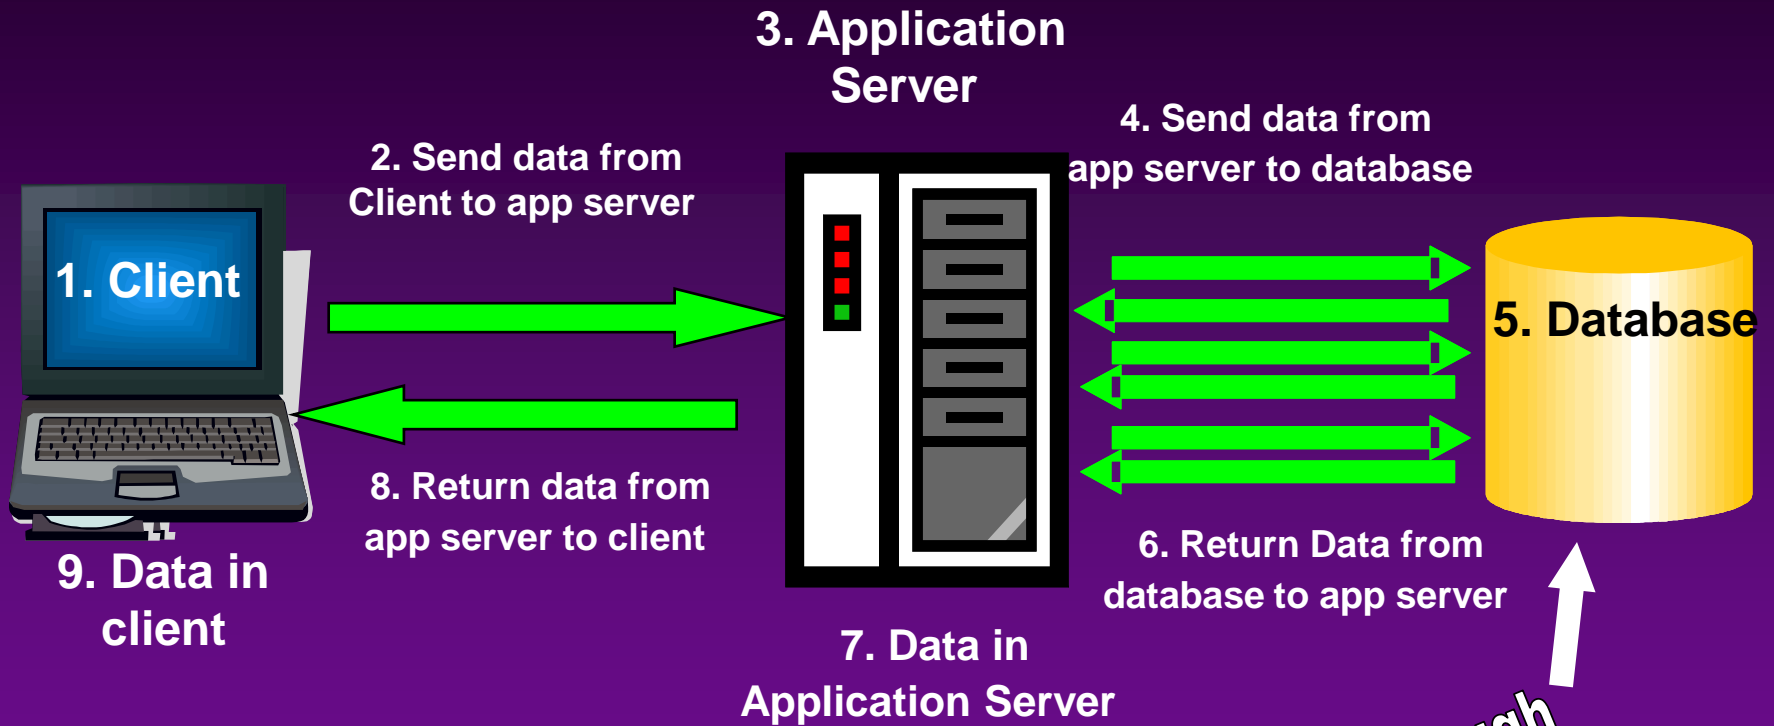 3. Application
Server
4. Send data from
app server to database
2. Send data from
Client to app server
1. Client
5. Database
8. Return data from
app server to client
6. Return Data from
database to app server
9. Data in
client
7. Data in
Application Server